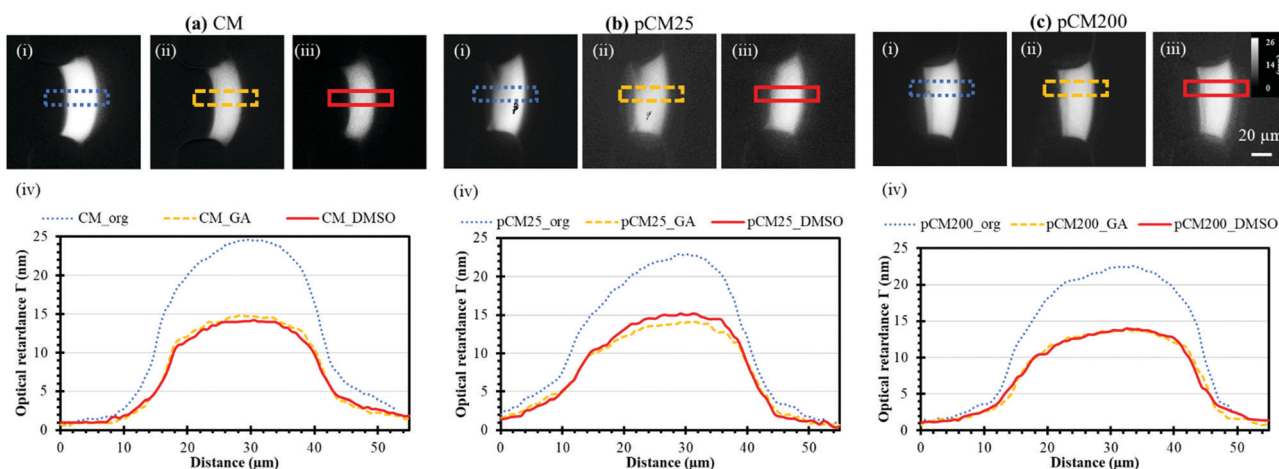 (a) CM
(b) pCM25
(c) pCM200
(i)
(ii)
(iii)
(i)
(ii)
(iii)
(i)
(ii)
(iii)
26
14
0
20 µm
(iv)
CM_org
CM_GA
CM_DMSO
Optical retardance Γ (nm)
25
20
15
10
5
0
0
10
20
30
40
50
Distance (µm)
(iv)
pCM25_org
pCM25_GA
pCM25_DMSO
Optical retardance Γ (nm)
25
20
15
10
5
0
0
10
20
30
40
50
Distance (µm)
(iv)
pCM200_org
pCM200_GA
pCM200_DMSO
Optical retardance Γ (nm)
25
20
15
10
5
0
0
10
20
30
40
50
Distance (µm)